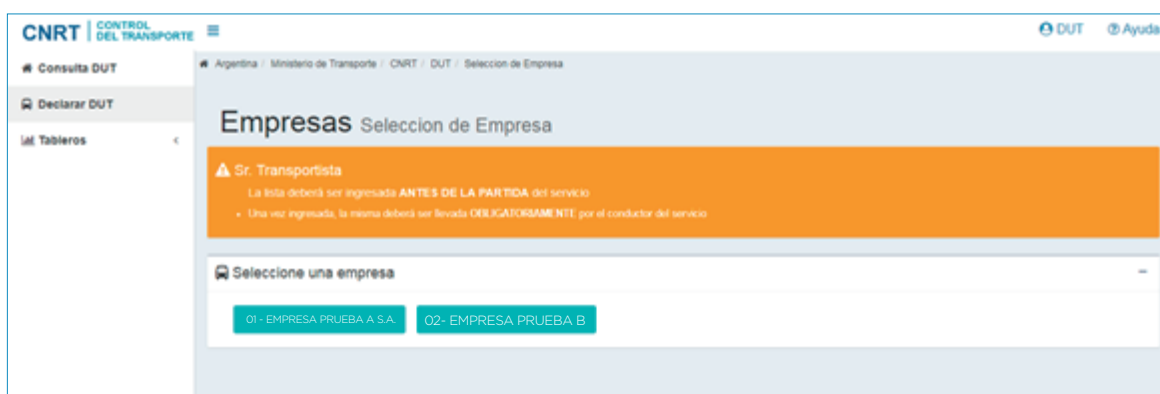 CNRT CONTROL DEL TRANSPORTE
DUT
Ayuda
Consulta DUT
Declarar DUT
Tableros
Argentina / Ministerio de Transporte / CNRT / DUT / Seleccion de Empresa
Empresas Seleccion de Empresa
Sr. Transportista
La lista deberá ser ingresada ANTES DE LA PARTIDA del servicio
Una vez ingresada, la misma deberá ser llevada OBLIGATORIAMENTE por el conductor del servicio
Seleccione una empresa
01 - EMPRESA PRUEBA A S.A.
02- EMPRESA PRUEBA B